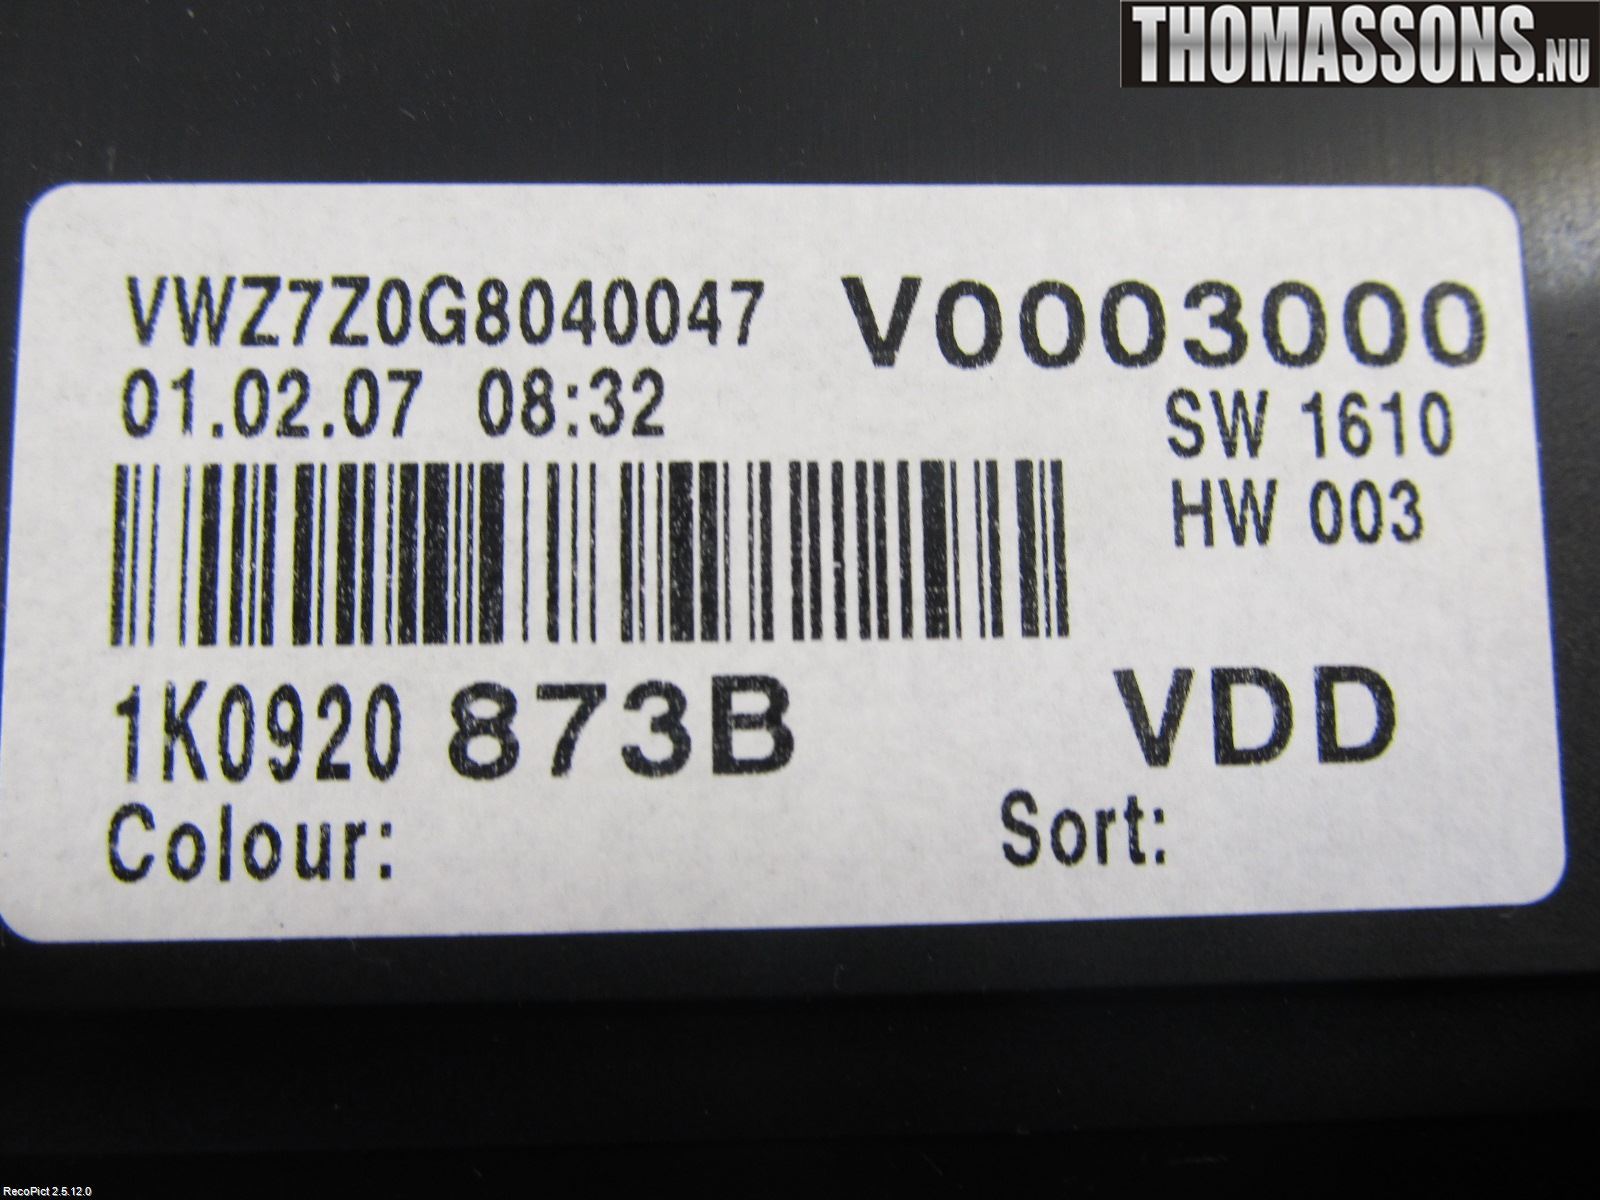 THOMASSONS.NU
VWZ7Z0G8040047 V0003000
01.02.07 08:32 SW 1610
HW 003
1K0920 873B VDD
Colour: Sort:
RecoPict 2.5.12.0